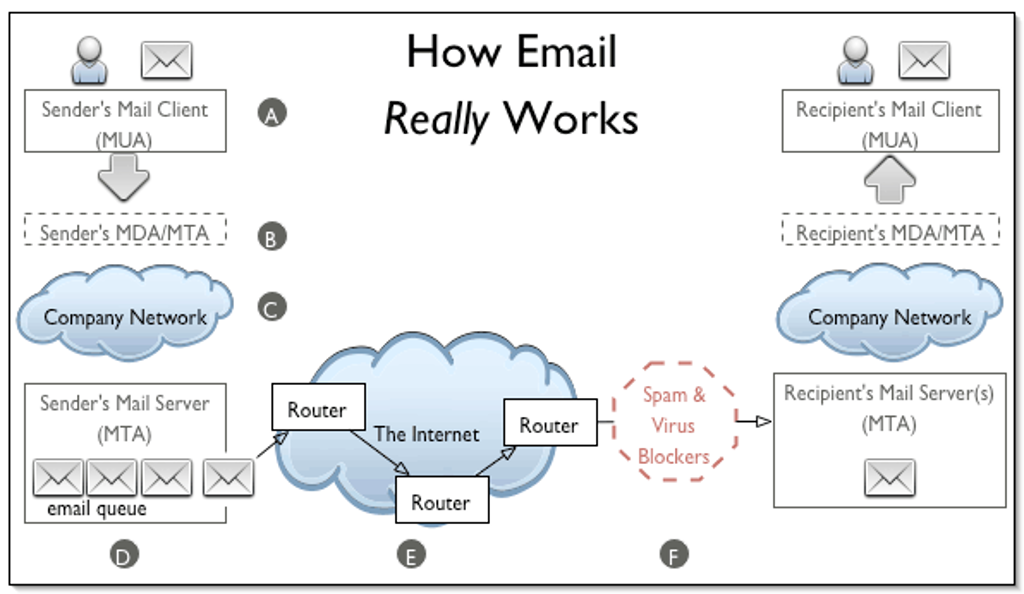 How Email
Really Works
Sender's Mail Client
(MUA)
A
Recipient's Mail Client
(MUA)
Sender's MDA/MTA
B
Recipient's MDA/MTA
Company Network
C
Company Network
Sender's Mail Server
(MTA)
email queue
Router
The Internet
Router
Router
Spam &
Virus
Blockers
Recipient's Mail Server(s)
(MTA)
D
E
F